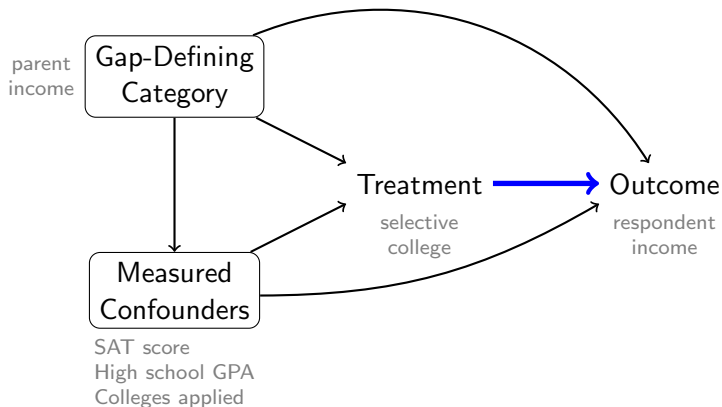 parent
income
Gap-Defining
Category
Treatment
selective
college
Outcome
respondent
income
Measured
Confounders
SAT score
High school GPA
Colleges applied